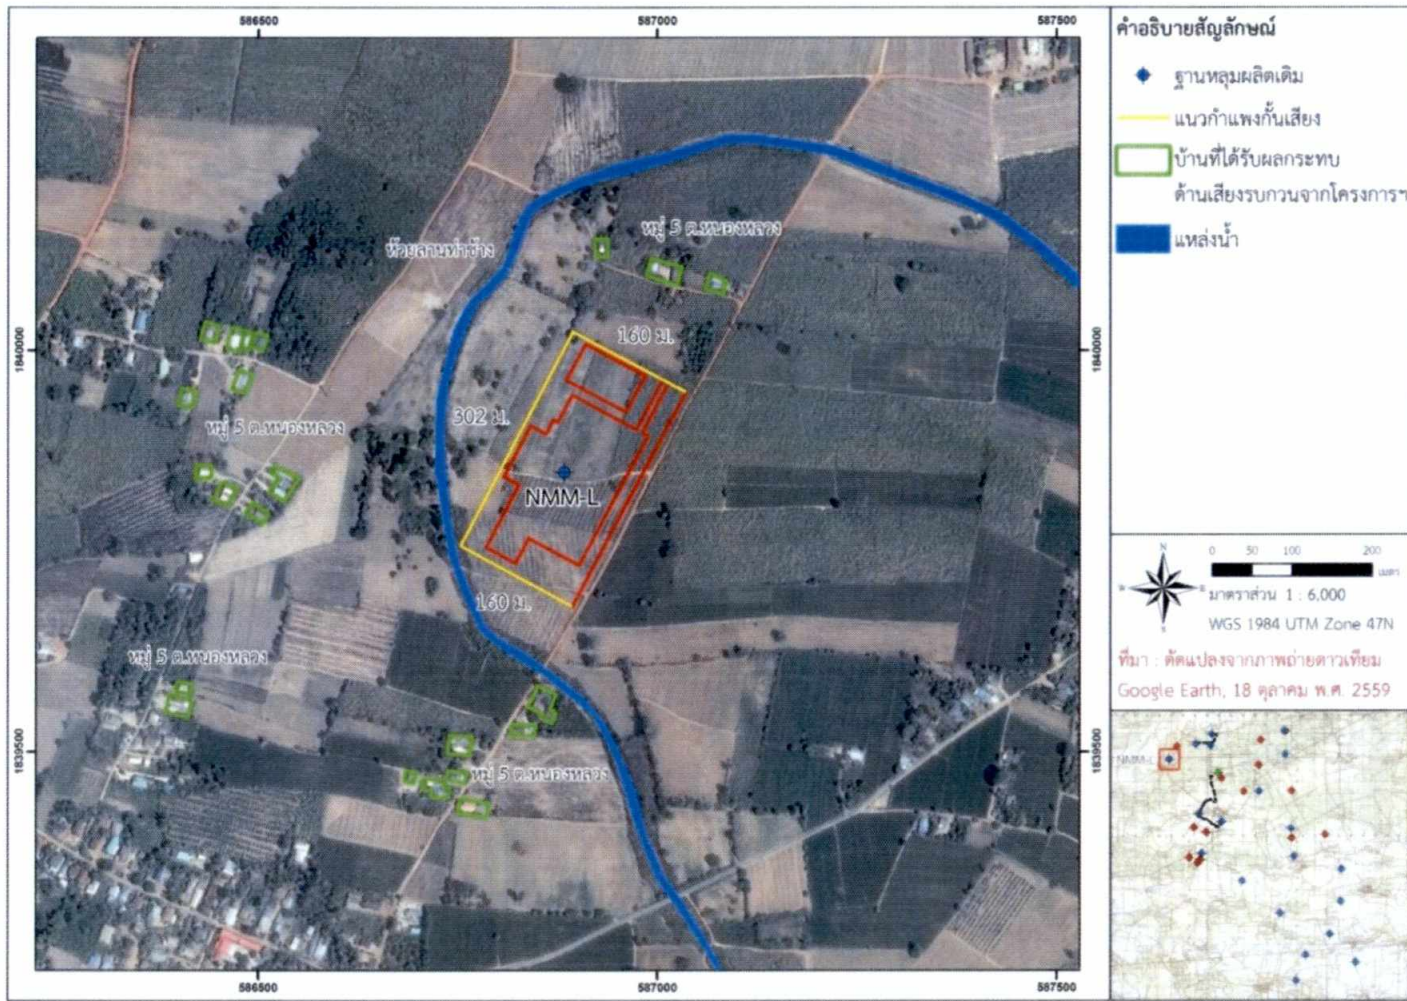 586500
587000
587500
1840000
1839500
1840000
1839500
586500
587000
587500
หมู่ 5 ต.หนองหลวง
ห้วยลานท่าช้าง
160 ม.
302 ม.
หมู่ 5 ต.หนองหลวง
NMM-L
160 ม.
หมู่ 5 ต.หนองหลวง
หมู่ 5 ต.หนองหลวง
คำอธิบายสัญลักษณ์
ฐานหลุมผลิตเดิม
แนวกำแพงกั้นเสียง
บ้านที่ได้รับผลกระทบ
ด้านเสียงรบกวนจากโครงการฯ
แหล่งน้ำ
N
W
E
S
0 50 100 200
เมตร
มาตราส่วน 1 : 6,000
WGS 1984 UTM Zone 47N
ที่มา : ดัดแปลงจากภาพถ่ายดาวเทียม
Google Earth, 18 ตุลาคม พ.ศ. 2559
NMM-L